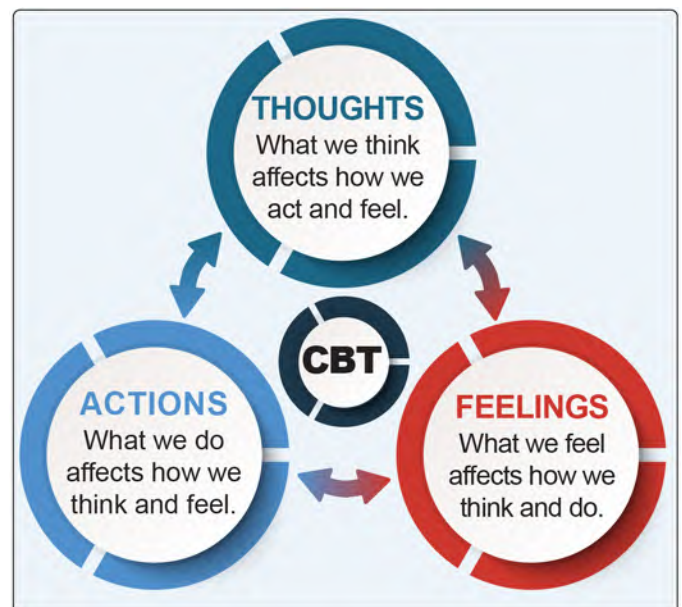 THOUGHTS
What we think
affects how we
act and feel.
CBT
ACTIONS
What we do
affects how we
think and feel.
FEELINGS
What we feel
affects how we
think and do.